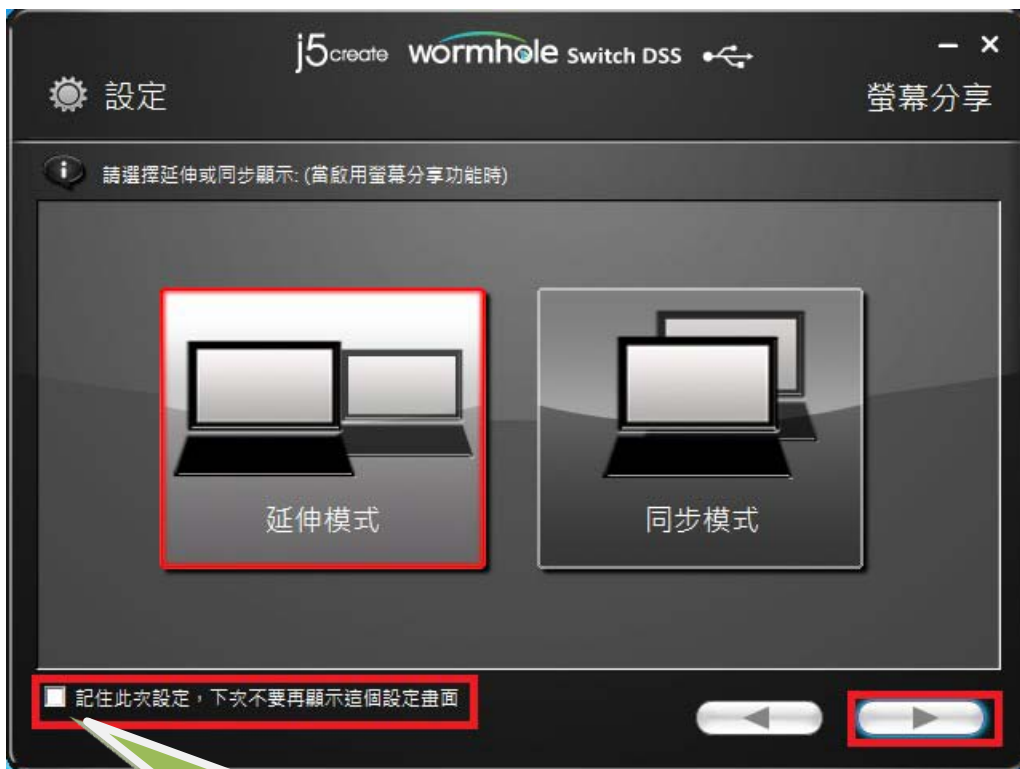 j5create wormhole Switch DSS
設定
螢幕分享
請選擇延伸或同步顯示: (當啟用螢幕分享功能時)
延伸模式
同步模式
記住此次設定，下次不要再顯示這個設定畫面